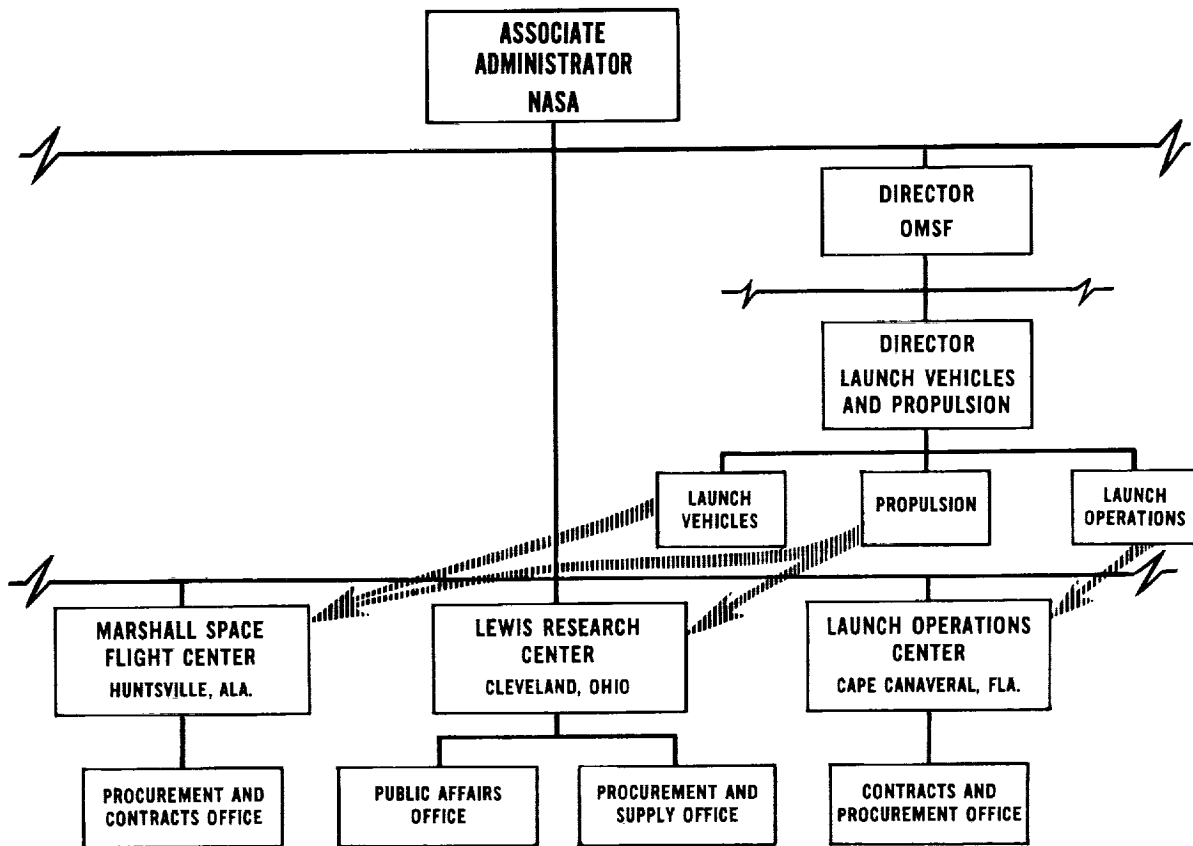 ASSOCIATE
ADMINISTRATOR
NASA
DIRECTOR
OMSF
DIRECTOR
LAUNCH VEHICLES
AND PROPULSION
LAUNCH
VEHICLES
PROPULSION
LAUNCH
OPERATIONS
MARSHALL SPACE
FLIGHT CENTER
HUNTSVILLE, ALA.
LEWIS RESEARCH
CENTER
CLEVELAND, OHIO
LAUNCH OPERATIONS
CENTER
CAPE CANAVERAL, FLA.
PROCUREMENT AND
CONTRACTS OFFICE
PUBLIC AFFAIRS
OFFICE
PROCUREMENT AND
SUPPLY OFFICE
CONTRACTS AND
PROCUREMENT OFFICE